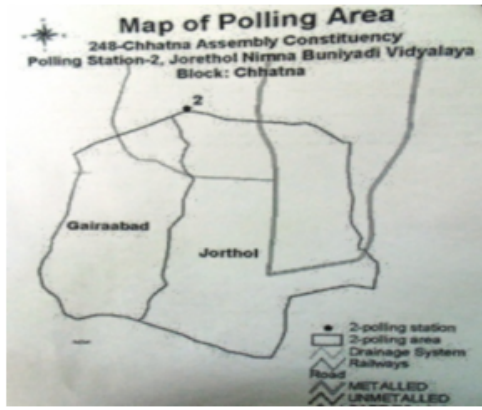 Map of Polling Area
248-Chhatna Assembly Constituency
Polling Station-2, Jorethol Nimna Buniyadi Vidyalaya
Block: Chhatna
2
Gairaabad
Jorthol
2-polling station
2-polling area
Drainage System
Railways
Road
METALLED
UNMETALLED